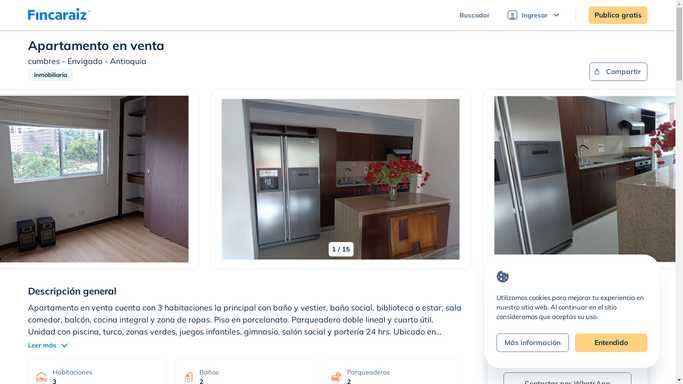 Fincaraiz
Buscador
Ingresar
Publica gratis
Apartamento en venta
cumbres - Envigado - Antioquia
Inmobiliaria
Compartir
1 / 15
Descripción general
Apartamento en venta cuenta con 3 habitaciones la principal con baño y vestier, baño social, biblioteca o estar, sala
comedor, balcón, cocina integral y zona de ropas. Piso en porcelanato. Parqueadero doble lineal y cuarto útil.
Unidad con piscina, turco, zonas verdes, juegos infantiles, gimnasio, salón social y portería 24 hrs. Ubicado en...
Leer más
Habitaciones
3
Baños
2
Parqueaderos
2
Utilizamos cookies para mejorar tu experiencia en
nuestro sitio web. Al continuar en el sitio
consideramos que aceptas su uso.
Más información
Entendido
Contactar por WhatsApp